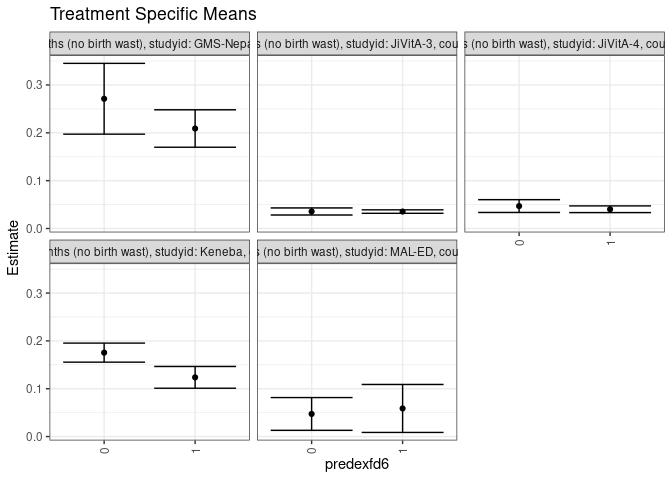 Treatment Specific Means
(no birth wast), studyid: GMS-Nepa
(no birth wast), studyid: JiVitA-3, cou
(no birth wast), studyid: JiVitA-4, cou
0.3
0.2
0.1
0.0
0 1
(no birth wast), studyid: Keneba,
(no birth wast), studyid: MAL-ED, cou
0.3
0.2
0.1
0.0
0 1
0 1
Estimate
predexfd6